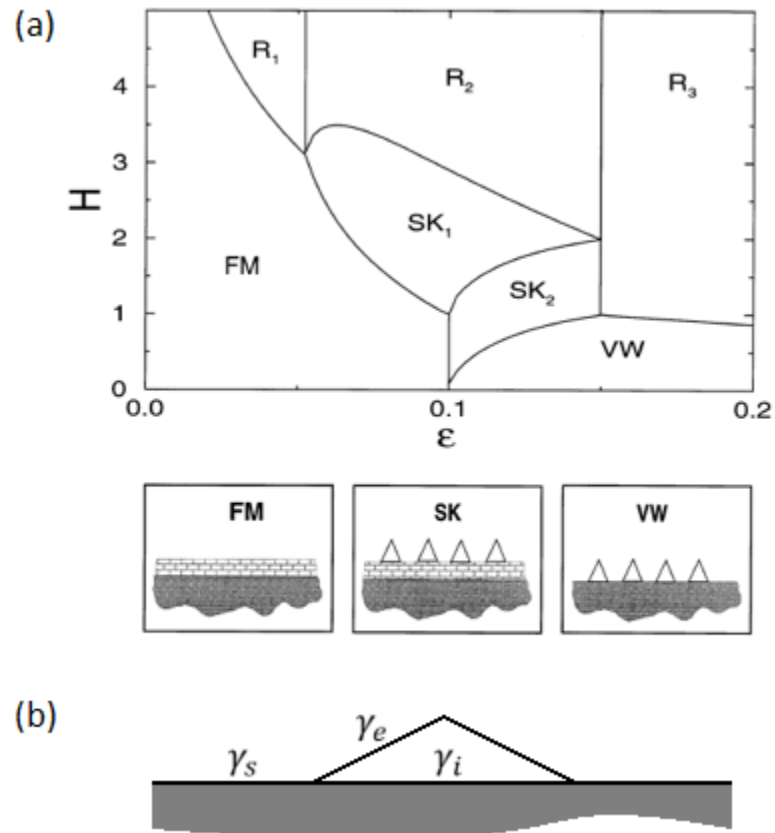 (a)
4
3
2
1
0
H
R₁
R₂
R₃
SK₁
FM
SK₂
VW
0.0
0.1
0.2
ε
FM
SK
VW
(b)
γₛ
γₑ
γᵢ